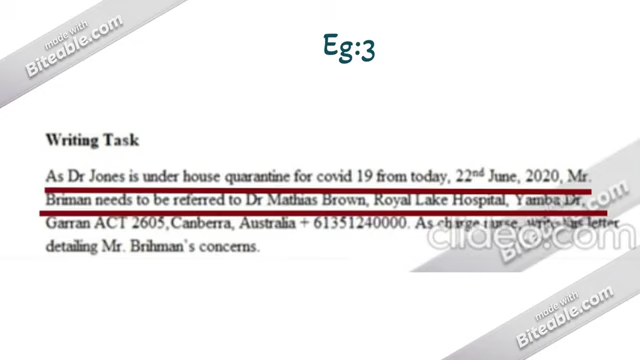 made with
Biteable.com
Eg:3
Writing Task
As Dr Jones is under house quarantine for covid 19 from today, 22nd June, 2020, Mr.
Briman needs to be referred to Dr Mathias Brown, Royal Lake Hospital, Yamba Dr,
Garran ACT 2605, Canberra, Australia + 61351240000. As charge nurse, write letter
detailing Mr. Brihman`s concerns.
clideo.com
made with
Biteable.com